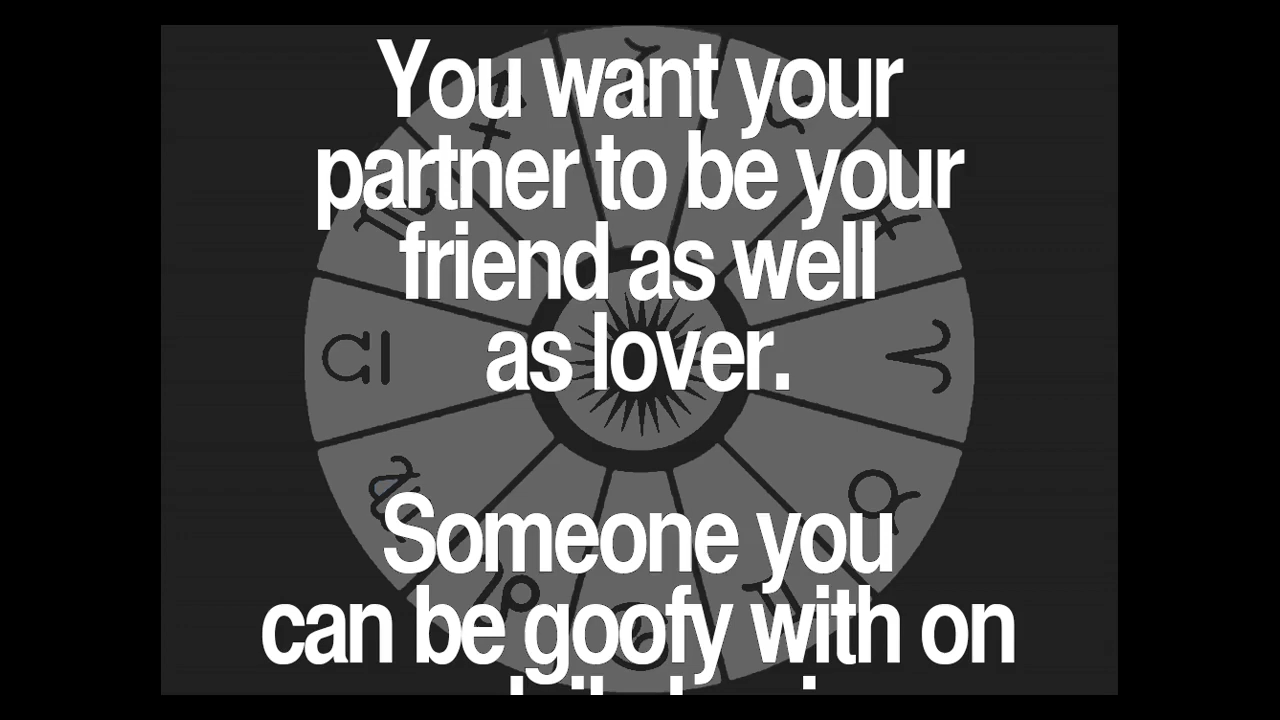 You want your
partner to be your
friend as well
as lover.
Someone you
can be goofy with on